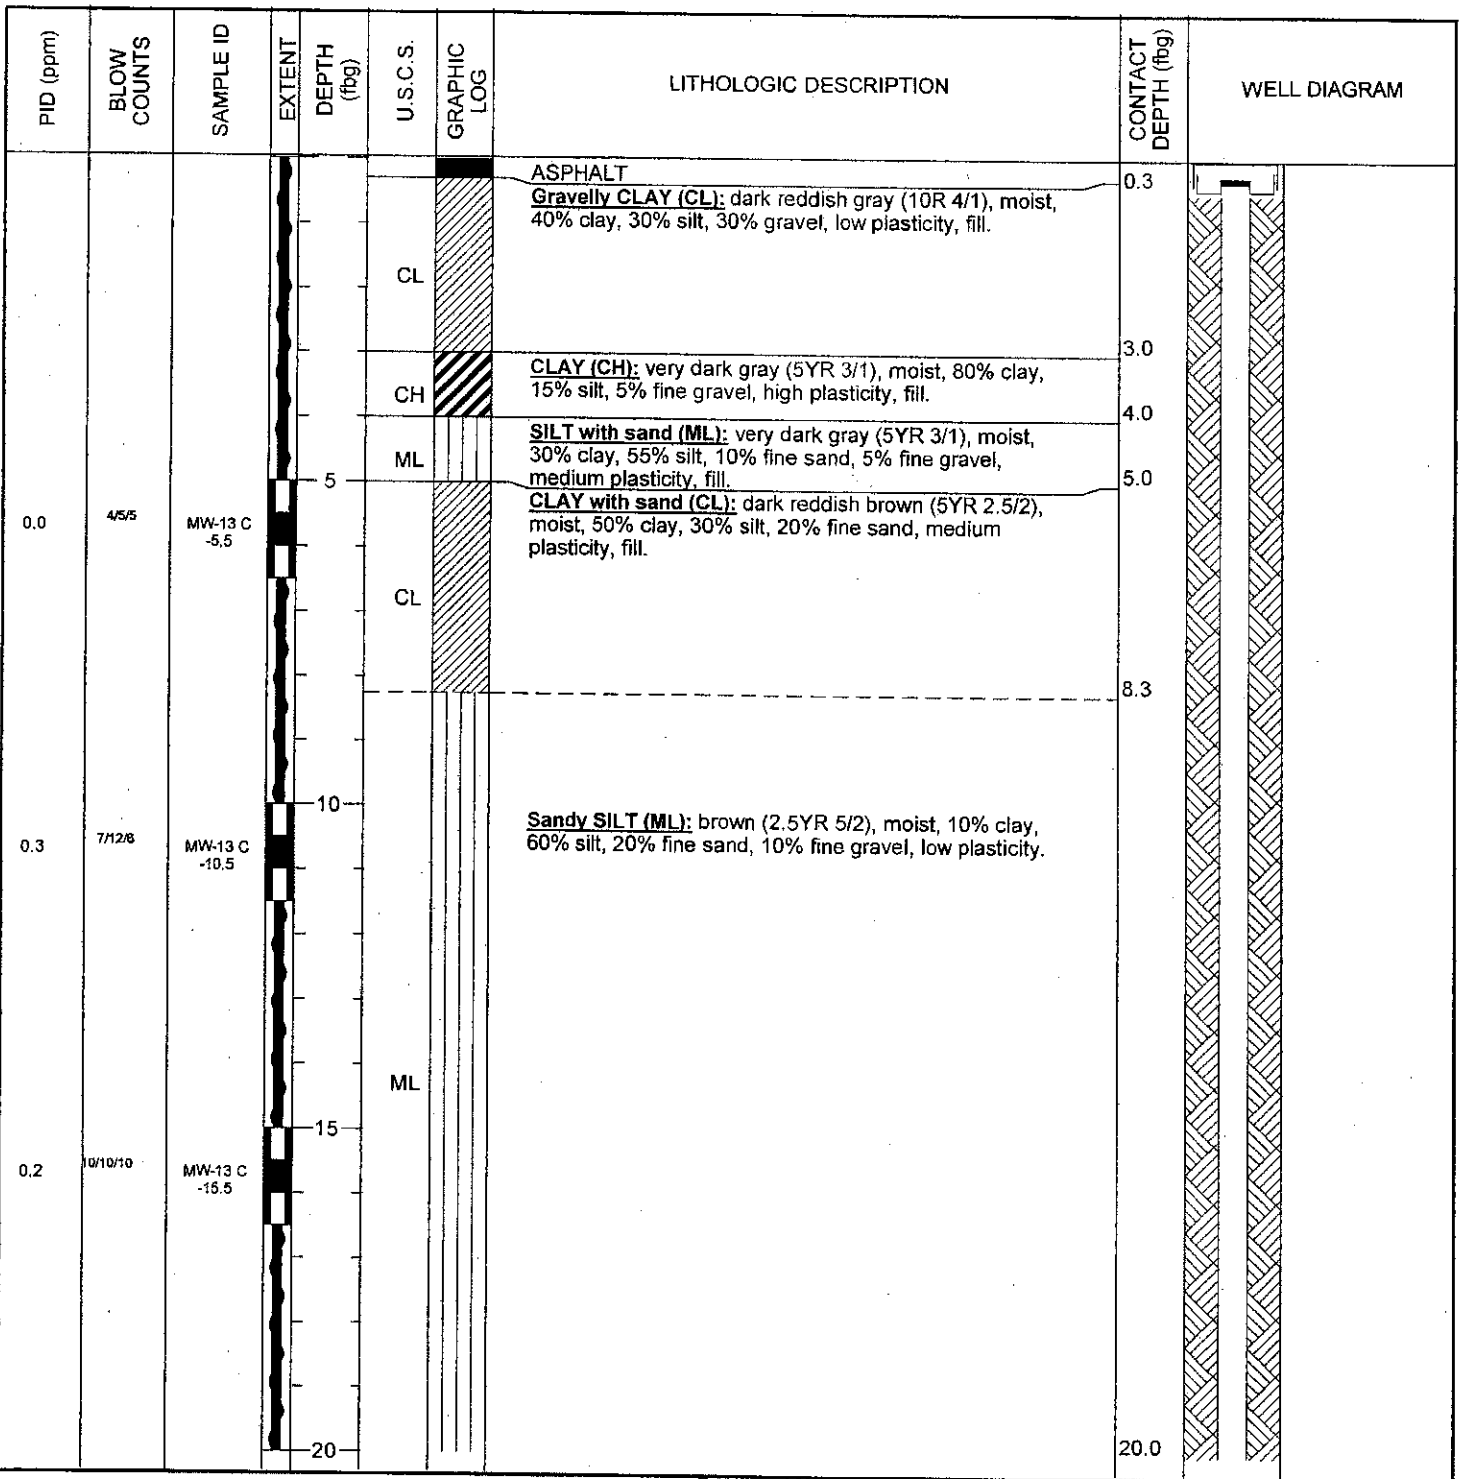 PID (ppm)
BLOW
COUNTS
SAMPLE ID
EXTENT
DEPTH
(fbg)
U.S.C.S.
GRAPHIC
LOG
LITHOLOGIC DESCRIPTION
CONTACT
DEPTH (fbg)
WELL DIAGRAM
ASPHALT
0.3
Gravelly CLAY (CL): dark reddish gray (10R 4/1), moist,
40% clay, 30% silt, 30% gravel, low plasticity, fill.
CL
3.0
CLAY (CH): very dark gray (5YR 3/1), moist, 80% clay,
15% silt, 5% fine gravel, high plasticity, fill.
CH
4.0
SILT with sand (ML): very dark gray (5YR 3/1), moist,
30% clay, 55% silt, 10% fine sand, 5% fine gravel,
medium plasticity, fill.
ML
5
5.0
CLAY with sand (CL): dark reddish brown (5YR 2.5/2),
moist, 50% clay, 30% silt, 20% fine sand, medium
plasticity, fill.
0.0
4/5/5
MW-13 C
-5.5
CL
8.3
10
Sandy SILT (ML): brown (2.5YR 5/2), moist, 10% clay,
60% silt, 20% fine sand, 10% fine gravel, low plasticity.
0.3
7/12/6
MW-13 C
-10.5
ML
15
0.2
10/10/10
MW-13 C
-15.5
20
20.0